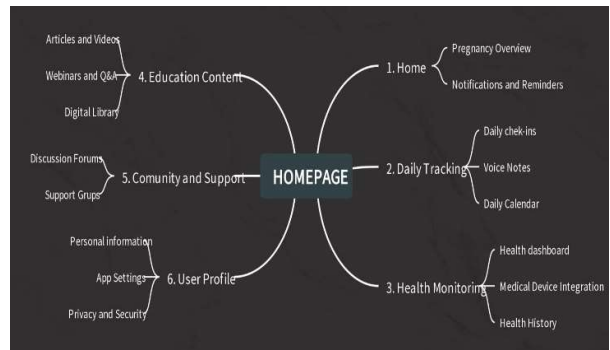 HOMEPAGE
1. Home
Pregnancy Overview
Notifications and Reminders
2. Daily Tracking
Daily chek-ins
Voice Notes
Daily Calendar
3. Health Monitoring
Health dashboard
Medical Device Integration
Health History
4. Education Content
Articles and Videos
Webinars and Q&A
Digital Library
5. Comunity and Support
Discussion Forums
Support Grups
6. User Profile
Personal information
App Settings
Privacy and Security